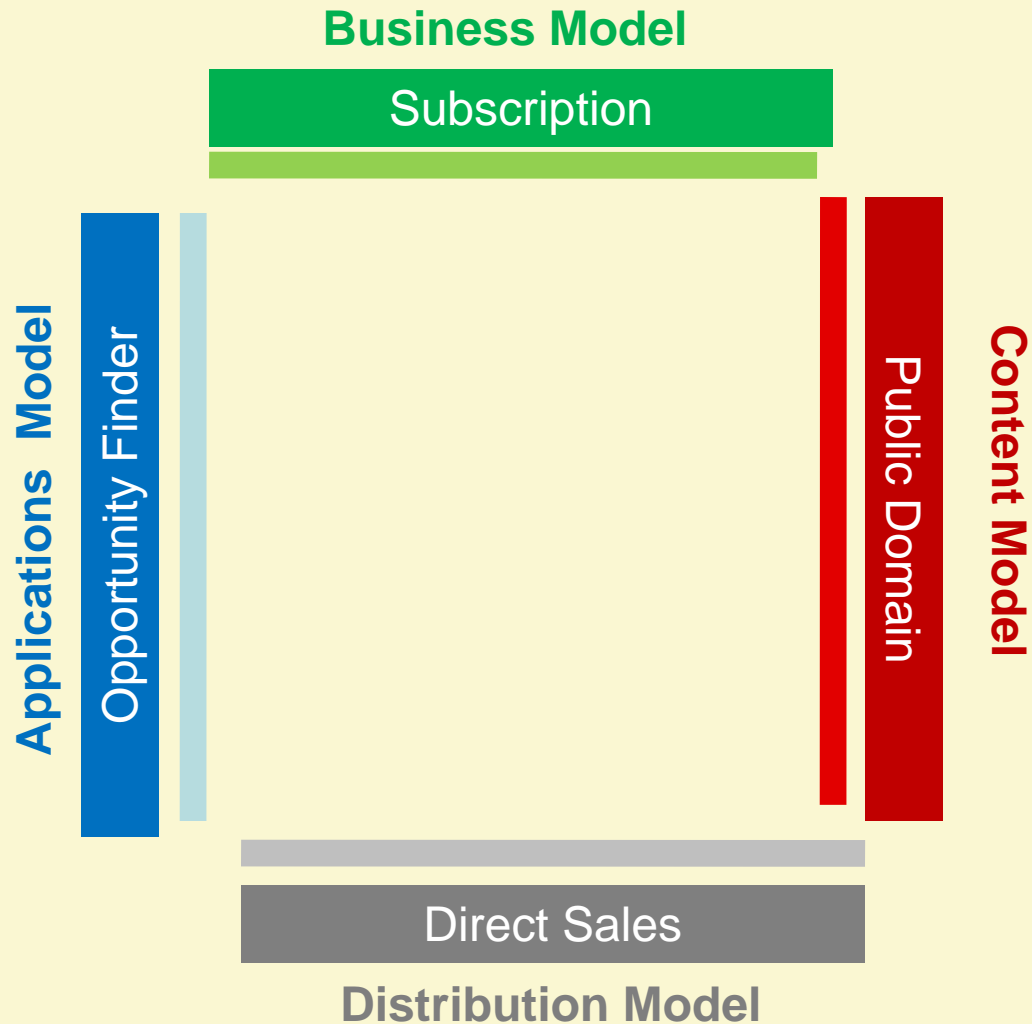 Business Model
Subscription
Applications Model
Opportunity Finder
Public Domain
Content Model
Direct Sales
Distribution Model